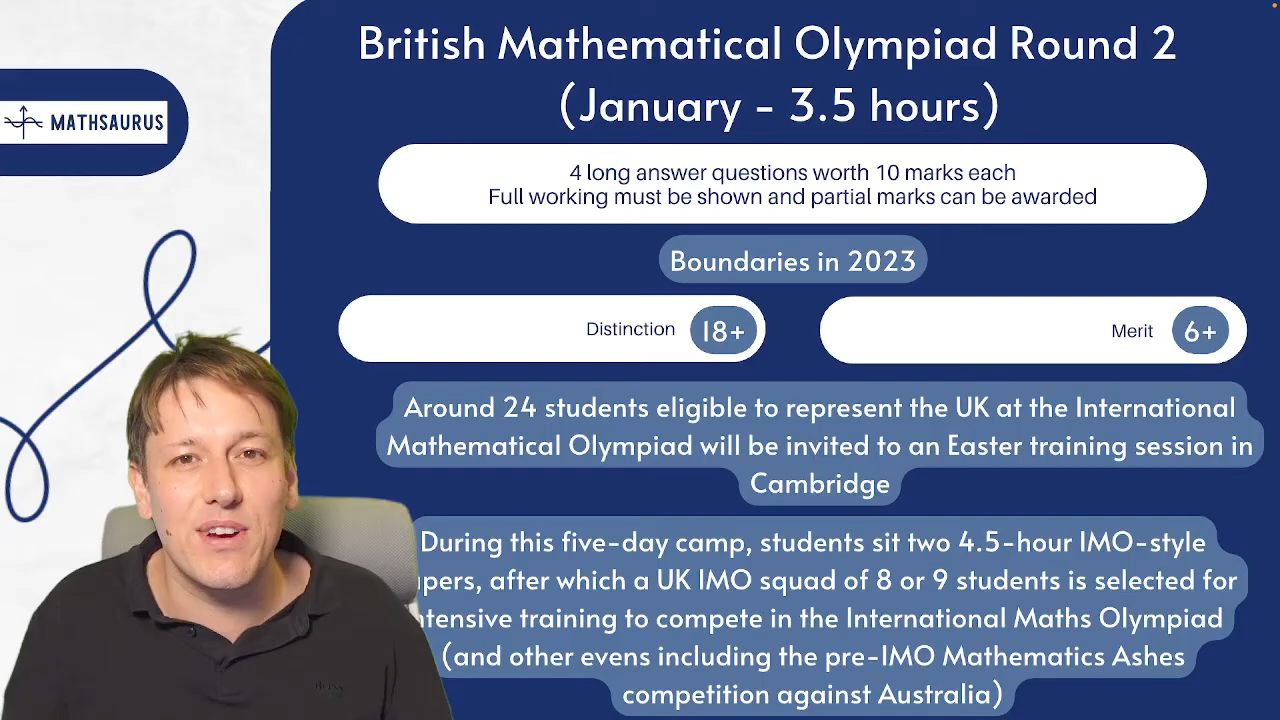 British Mathematical Olympiad Round 2
(January - 3.5 hours)
MATHSAURUS
4 long answer questions worth 10 marks each
Full working must be shown and partial marks can be awarded
Boundaries in 2023
Distinction 18+
Merit 6+
Around 24 students eligible to represent the UK at the International
Mathematical Olympiad will be invited to an Easter training session in
Cambridge
During this five-day camp, students sit two 4.5-hour IMO-style
after which a UK IMO squad of 8 or 9 students is selected for
training to compete in the International Maths Olympiad
(and other evens including the pre-IMO Mathematics Ashes
competition against Australia)